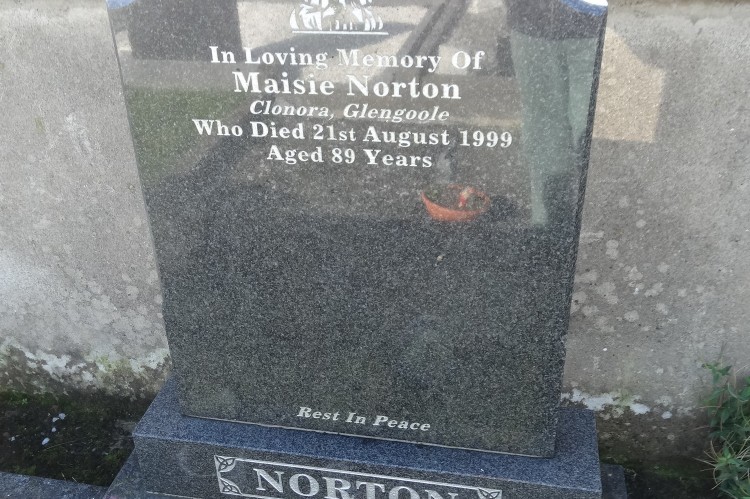 In Loving Memory Of
Maisie Norton
Clonora, Glengoole
Who Died 21st August 1999
Aged 89 Years
Rest In Peace
NORTON